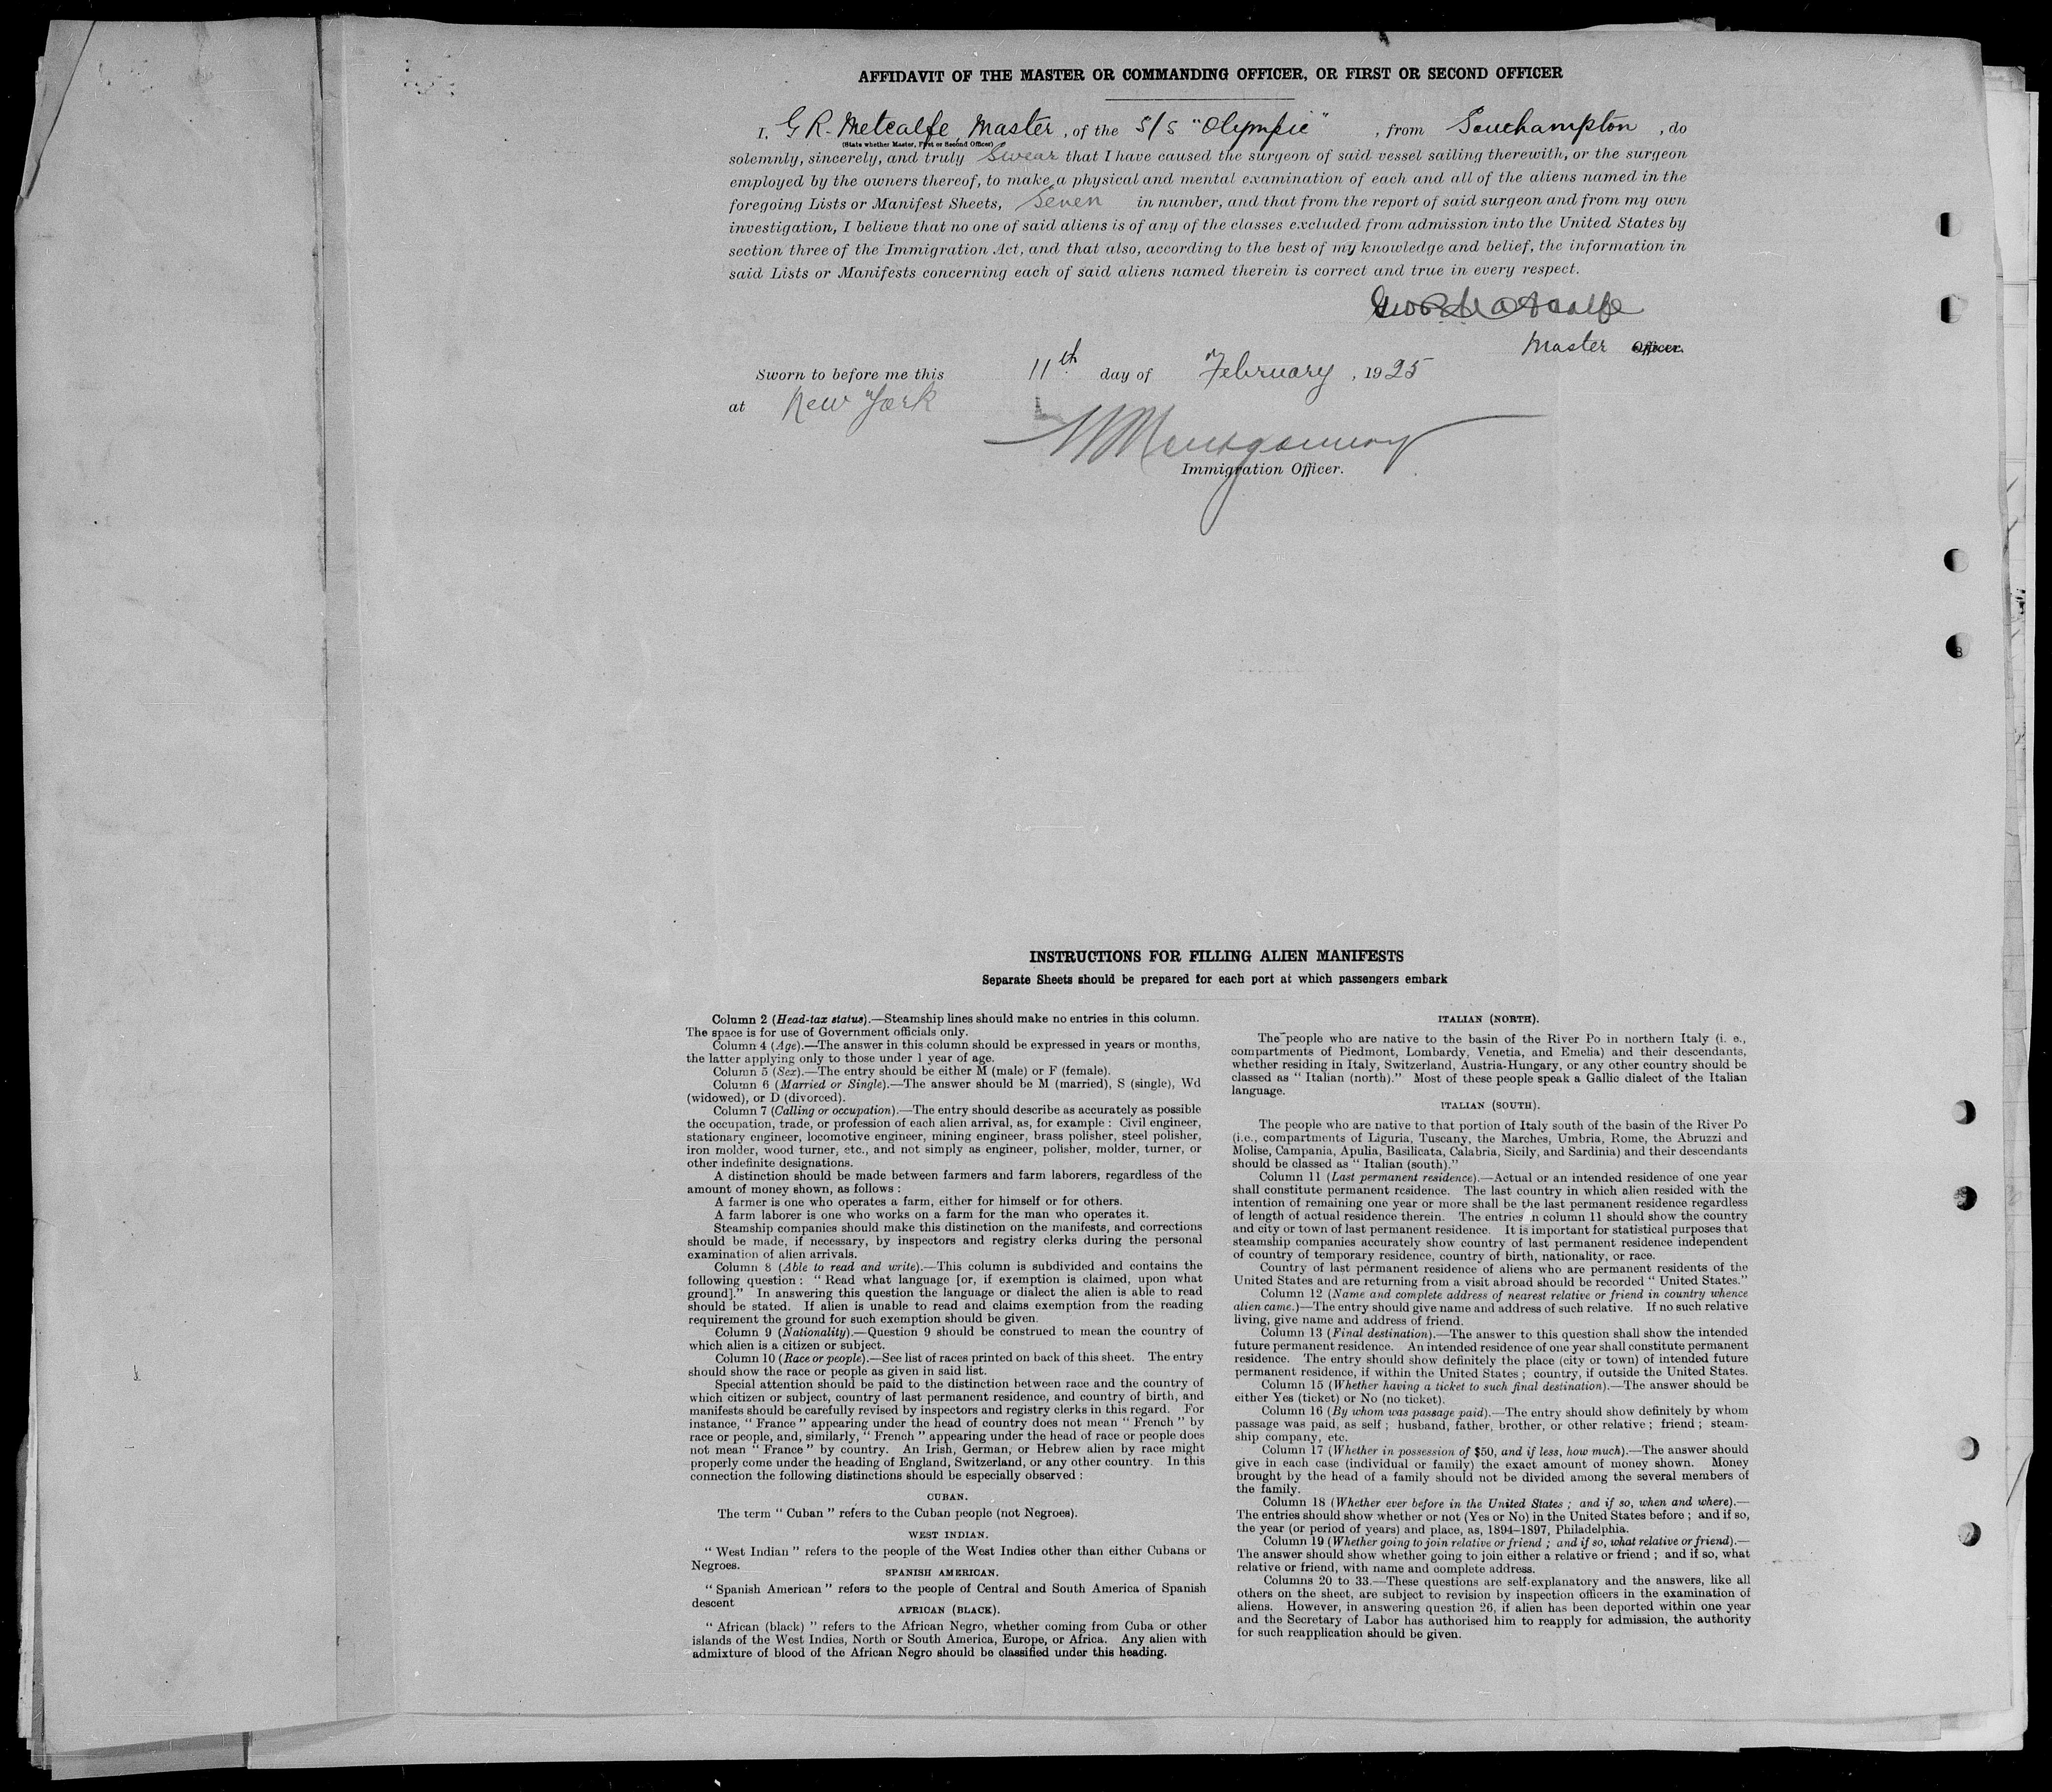 AFFIDAVIT OF THE MASTER OR COMMANDING OFFICER, OR FIRST OR SECOND OFFICER
I, G R. Metcalfe, Master, of the S/S "Olympic", from Southampton, do
(State whether Master, First or Second Officer)
solemnly, sincerely, and truly Swear that I have caused the surgeon of said vessel sailing therewith, or the surgeon
employed by the owners thereof, to make a physical and mental examination of each and all of the aliens named in the
foregoing Lists or Manifest Sheets, Seven in number, and that from the report of said surgeon and from my own
investigation, I believe that no one of said aliens is of any of the classes excluded from admission into the United States by
section three of the Immigration Act, and that also, according to the best of my knowledge and belief, the information in
said Lists or Manifests concerning each of said aliens named therein is correct and true in every respect.
Geo R Metcalfe
Master Officer.
Sworn to before me this 11th day of February, 1925
at New York
Montgomery
Immigration Officer.
INSTRUCTIONS FOR FILLING ALIEN MANIFESTS
Separate Sheets should be prepared for each port at which passengers embark
Column 2 (Head-tax status).—Steamship lines should make no entries in this column.
The space is for use of Government officials only.
Column 4 (Age).—The answer in this column should be expressed in years or months,
the latter applying only to those under 1 year of age.
Column 5 (Sex).—The entry should be either M (male) or F (female).
Column 6 (Married or Single).—The answer should be M (married), S (single), Wd
(widowed), or D (divorced).
Column 7 (Calling or occupation).—The entry should describe as accurately as possible
the occupation, trade, or profession of each alien arrival, as, for example : Civil engineer,
stationary engineer, locomotive engineer, mining engineer, brass polisher, steel polisher,
iron molder, wood turner, etc., and not simply as engineer, polisher, molder, turner, or
other indefinite designations.
A distinction should be made between farmers and farm laborers, regardless of the
amount of money shown, as follows :
A farmer is one who operates a farm, either for himself or for others.
A farm laborer is one who works on a farm for the man who operates it.
Steamship companies should make this distinction on the manifests, and corrections
should be made, if necessary, by inspectors and registry clerks during the personal
examination of alien arrivals.
Column 8 (Able to read and write).—This column is subdivided and contains the
following question : " Read what language [or, if exemption is claimed, upon what
ground]." In answering this question the language or dialect the alien is able to read
should be stated. If alien is unable to read and claims exemption from the reading
requirement the ground for such exemption should be given.
Column 9 (Nationality).—Question 9 should be construed to mean the country of
which alien is a citizen or subject.
Column 10 (Race or people).—See list of races printed on back of this sheet. The entry
should show the race or people as given in said list.
Special attention should be paid to the distinction between race and the country of
which citizen or subject, country of last permanent residence, and country of birth, and
manifests should be carefully revised by inspectors and registry clerks in this regard. For
instance, " France " appearing under the head of country does not mean " French " by
race or people, and, similarly, " French " appearing under the head of race or people does
not mean " France " by country. An Irish, German, or Hebrew alien by race might
properly come under the heading of England, Switzerland, or any other country. In this
connection the following distinctions should be especially observed :
CUBAN.
The term " Cuban " refers to the Cuban people (not Negroes).
WEST INDIAN.
" West Indian " refers to the people of the West Indies other than either Cubans or
Negroes.
SPANISH AMERICAN.
" Spanish American " refers to the people of Central and South America of Spanish
descent
AFRICAN (BLACK).
" African (black) " refers to the African Negro, whether coming from Cuba or other
islands of the West Indies, North or South America, Europe, or Africa. Any alien with
admixture of blood of the African Negro should be classified under this heading.
ITALIAN (NORTH).
The people who are native to the basin of the River Po in northern Italy (i. e.,
compartments of Piedmont, Lombardy, Venetia, and Emelia) and their descendants,
whether residing in Italy, Switzerland, Austria-Hungary, or any other country should be
classed as " Italian (north)." Most of these people speak a Gallic dialect of the Italian
language.
ITALIAN (SOUTH).
The people who are native to that portion of Italy south of the basin of the River Po
(i.e., compartments of Liguria, Tuscany, the Marches, Umbria, Rome, the Abruzzi and
Molise, Campania, Apulia, Basilicata, Calabria, Sicily, and Sardinia) and their descendants
should be classed as " Italian (south)."
Column 11 (Last permanent residence).—Actual or an intended residence of one year
shall constitute permanent residence. The last country in which alien resided with the
intention of remaining one year or more shall be the last permanent residence regardless
of length of actual residence therein. The entries in column 11 should show the country
and city or town of last permanent residence. It is important for statistical purposes that
steamship companies accurately show country of last permanent residence independent
of country of temporary residence, country of birth, nationality, or race.
Country of last permanent residence of aliens who are permanent residents of the
United States and are returning from a visit abroad should be recorded " United States."
Column 12 (Name and complete address of nearest relative or friend in country whence
alien came.)—The entry should give name and address of such relative. If no such relative
living, give name and address of friend.
Column 13 (Final destination).—The answer to this question shall show the intended
future permanent residence. An intended residence of one year shall constitute permanent
residence. The entry should show definitely the place (city or town) of intended future
permanent residence, if within the United States ; country, if outside the United States.
Column 15 (Whether having a ticket to such final destination).—The answer should be
either Yes (ticket) or No (no ticket).
Column 16 (By whom was passage paid).—The entry should show definitely by whom
passage was paid, as self ; husband, father, brother, or other relative ; friend ; steam-
ship company, etc.
Column 17 (Whether in possession of $50, and if less, how much).—The answer should
give in each case (individual or family) the exact amount of money shown. Money
brought by the head of a family should not be divided among the several members of
the family.
Column 18 (Whether ever before in the United States ; and if so, when and where).—
The entries should show whether or not (Yes or No) in the United States before ; and if so,
the year (or period of years) and place, as, 1894–1897, Philadelphia.
Column 19 (Whether going to join relative or friend ; and if so, what relative or friend).—
The answer should show whether going to join either a relative or friend ; and if so, what
relative or friend, with name and complete address.
Columns 20 to 33.—These questions are self-explanatory and the answers, like all
others on the sheet, are subject to revision by inspection officers in the examination of
aliens. However, in answering question 26, if alien has been deported within one year
and the Secretary of Labor has authorised him to reapply for admission, the authority
for such reapplication should be given.